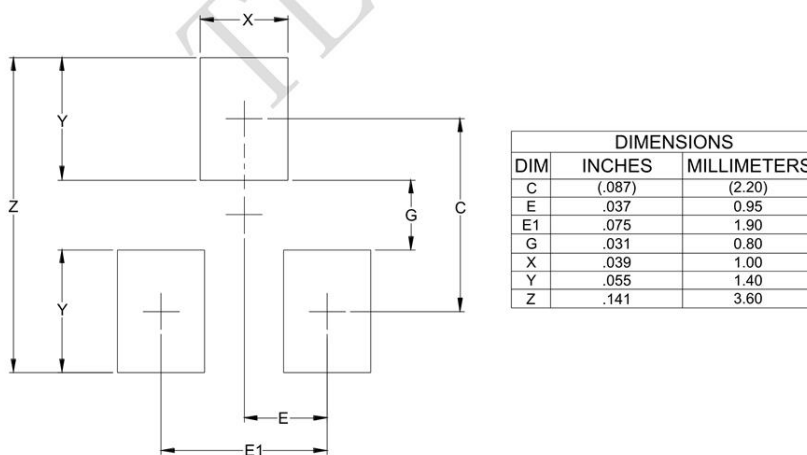 X
Y
Z
G
C
Y
E
E1
DIMENSIONS
DIM INCHES MILLIMETERS
C (.087) (2.20)
E .037 0.95
E1 .075 1.90
G .031 0.80
X .039 1.00
Y .055 1.40
Z .141 3.60